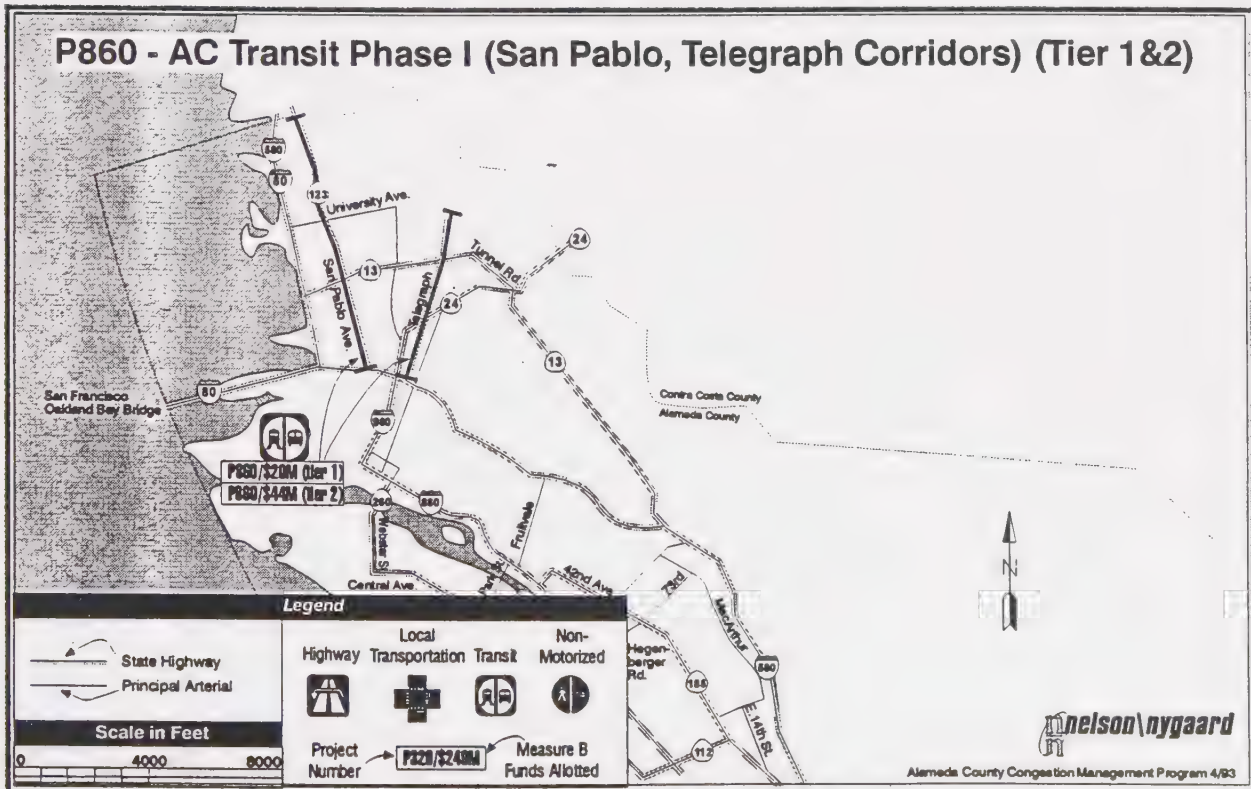 P860 - AC Transit Phase I (San Pablo, Telegraph Corridors) (Tier 1&2)
580
80
123
University Ave.
24
Tunnel Rd.
13
San Pablo Ave.
Telegraph
24
13
80
San Francisco
Oakland Bay Bridge
Contra Costa County
Alameda County
980
P860/$29M (tier 1)
P860/$44M (tier 2)
260
880
Webster St.
Fruitvale
Central Ave.
Park St.
42nd Ave.
73rd
MacArthur
N
Hegen-
berger
Rd.
580
185
E. 14th St.
112
Legend
State Highway
Principal Arterial
Highway
Local
Transportation
Transit
Non-
Motorized
Scale in Feet
0 4000 8000
Project
Number
P320/$249M
Measure B
Funds Allotted
nelson\nygaard
Alameda County Congestion Management Program 4/93